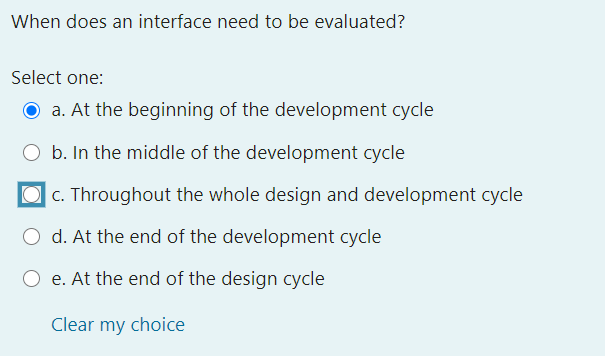 When does an interface need to be evaluated?
Select one:
a. At the beginning of the development cycle
b. In the middle of the development cycle
c. Throughout the whole design and development cycle
d. At the end of the development cycle
e. At the end of the design cycle
Clear my choice